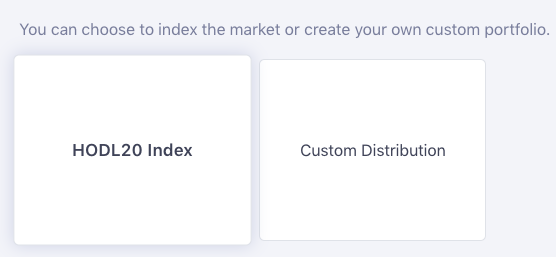 You can choose to index the market or create your own custom portfolio.
HODL20 Index
Custom Distribution